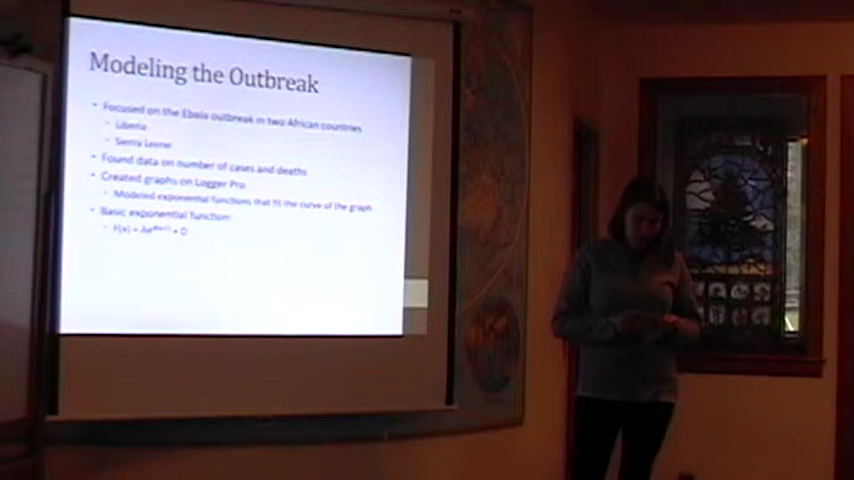 Modeling the Outbreak
• Focused on the Ebola outbreak in two African countries
• Liberia
• Sierra Leone
• Found data on number of cases and deaths
• Created graphs on Logger Pro
• Modeled exponential functions that fit the curve of the graph
• Basic exponential function: